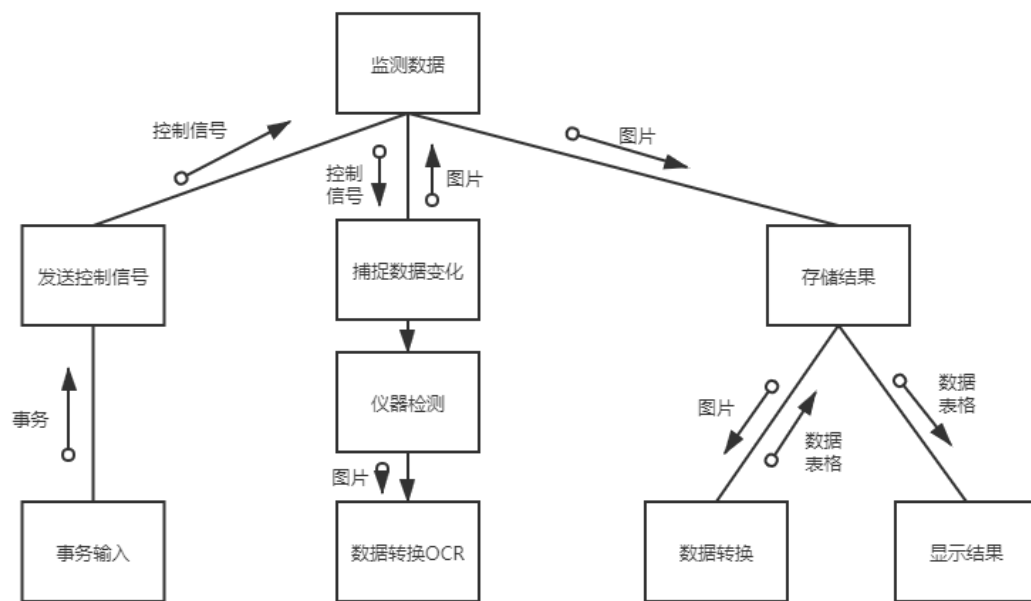 监测数据
控制信号
图片
控制
信号
图片
发送控制信号
捕捉数据变化
存储结果
仪器检测
事务
图片
数据
表格
数据
表格
图片
事务输入
数据转换OCR
数据转换
显示结果